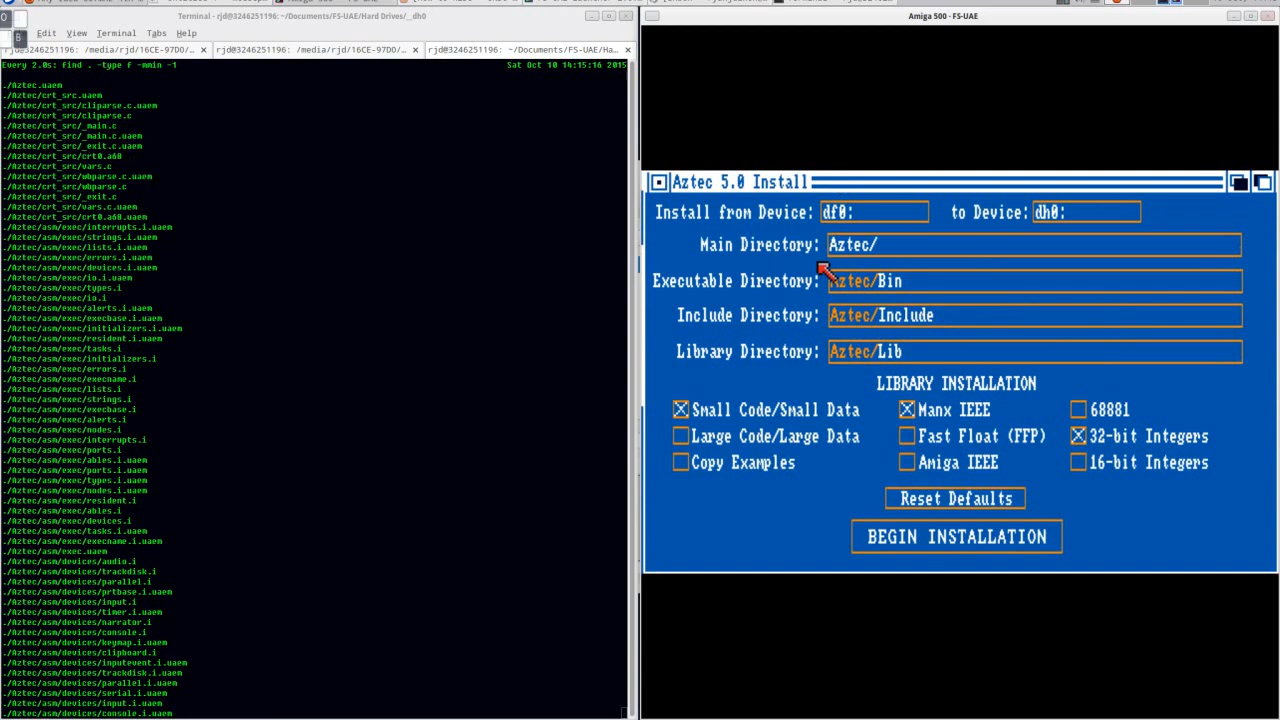 Terminal - rjd@3246251196: ~/Documents/FS-UAE/Hard Drives/_dh0
Edit View Terminal Tabs Help
rjd@3246251196: /media/rjd/16CE-97D0/... rjd@3246251196: /media/rjd/16CE-97D0/... rjd@3246251196: ~/Documents/FS-UAE/Ha...
Every 2.0s: find . -type f -mmin -1 Sat Oct 10 14:15:16 2015
./Aztec.uaem
./Aztec/crt_src.uaem
./Aztec/crt_src/cliparse.c.uaem
./Aztec/crt_src/cliparse.c
./Aztec/crt_src/_main.c
./Aztec/crt_src/_main.c.uaem
./Aztec/crt_src/_exit.c.uaem
./Aztec/crt_src/crt0.a68
./Aztec/crt_src/vars.c
./Aztec/crt_src/wbparse.c.uaem
./Aztec/crt_src/wbparse.c
./Aztec/crt_src/_exit.c
./Aztec/crt_src/vars.c.uaem
./Aztec/crt_src/crt0.a68.uaem
./Aztec/asm/exec/interrupts.i
./Aztec/asm/exec/strings.i.uaem
./Aztec/asm/exec/lists.i.uaem
./Aztec/asm/exec/errors.i.uaem
./Aztec/asm/exec/devices.i.uaem
./Aztec/asm/exec/io.i.uaem
./Aztec/asm/exec/types.i
./Aztec/asm/exec/io.i
./Aztec/asm/exec/alerts.i.uaem
./Aztec/asm/exec/execbase.i.uaem
./Aztec/asm/exec/initializers.i.uaem
./Aztec/asm/exec/resident.i.uaem
./Aztec/asm/exec/tasks.i
./Aztec/asm/exec/initializers.i
./Aztec/asm/exec/errors.i
./Aztec/asm/exec/execname.i
./Aztec/asm/exec/lists.i
./Aztec/asm/exec/strings.i
./Aztec/asm/exec/execbase.i
./Aztec/asm/exec/alerts.i
./Aztec/asm/exec/nodes.i
./Aztec/asm/exec/interrupts.i.uaem
./Aztec/asm/exec/ports.i
./Aztec/asm/exec/ables.i.uaem
./Aztec/asm/exec/ports.i.uaem
./Aztec/asm/exec/types.i.uaem
./Aztec/asm/exec/nodes.i.uaem
./Aztec/asm/exec/resident.i
./Aztec/asm/exec/ables.i
./Aztec/asm/exec/devices.i
./Aztec/asm/exec/tasks.i.uaem
./Aztec/asm/exec/execname.i.uaem
./Aztec/asm/exec.uaem
./Aztec/asm/devices/audio.i
./Aztec/asm/devices/trackdisk.i
./Aztec/asm/devices/parallel.i
./Aztec/asm/devices/prtbase.i.uaem
./Aztec/asm/devices/input.i
./Aztec/asm/devices/timer.i.uaem
./Aztec/asm/devices/narrator.i
./Aztec/asm/devices/console.i
./Aztec/asm/devices/keymap.i.uaem
./Aztec/asm/devices/clipboard.i
./Aztec/asm/devices/inputevent.i.uaem
./Aztec/asm/devices/trackdisk.i.uaem
./Aztec/asm/devices/parallel.i.uaem
./Aztec/asm/devices/serial.i.uaem
./Aztec/asm/devices/input.i.uaem
./Aztec/asm/devices/console.i.uaem
Amiga 500 - FS-UAE
Aztec 5.0 Install
Install from Device: df0: to Device: dh0:
Main Directory: Aztec/
Executable Directory: Aztec/Bin
Include Directory: Aztec/Include
Library Directory: Aztec/Lib
LIBRARY INSTALLATION
Small Code/Small Data Manx IEEE 68881
Large Code/Large Data Fast Float (FFP) 32-bit Integers
Copy Examples Amiga IEEE 16-bit Integers
Reset Defaults
BEGIN INSTALLATION